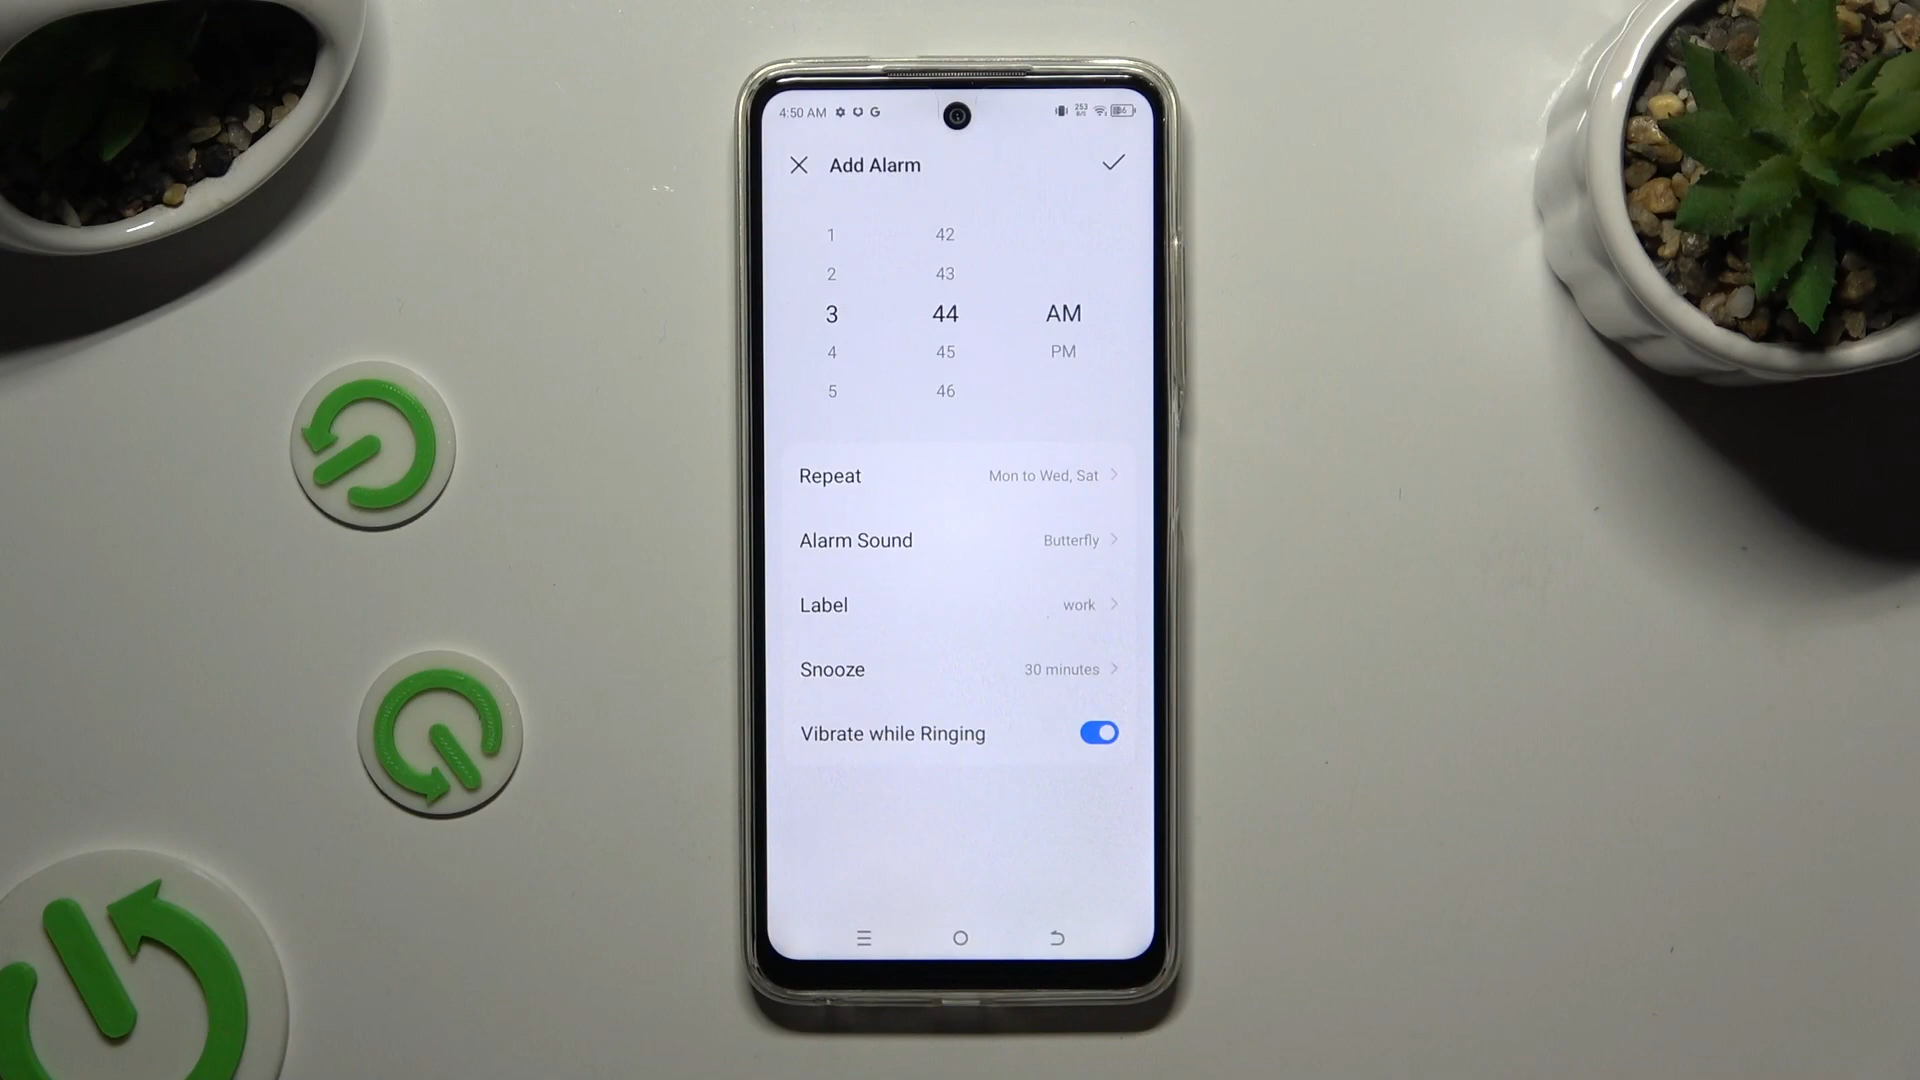 4:50 AM
253
B/S
Add Alarm
1 42
2 43
3 44 AM
4 45 PM
5 46
Repeat Mon to Wed, Sat
Alarm Sound Butterfly
Label work
Snooze 30 minutes
Vibrate while Ringing